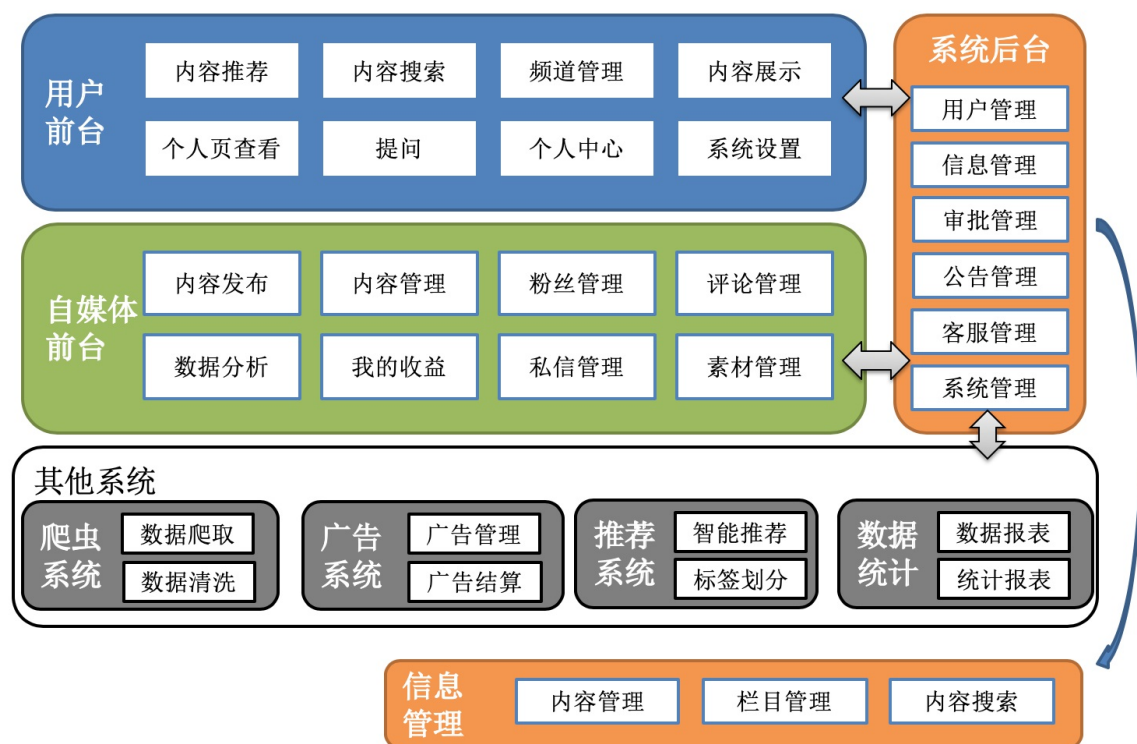 用户
前台
内容推荐
内容搜索
频道管理
内容展示
个人页查看
提问
个人中心
系统设置
系统后台
用户管理
信息管理
审批管理
公告管理
客服管理
系统管理
自媒体
前台
内容发布
内容管理
粉丝管理
评论管理
数据分析
我的收益
私信管理
素材管理
其他系统
爬虫
系统
数据爬取
数据清洗
广告
系统
广告管理
广告结算
推荐
系统
智能推荐
标签划分
数据
统计
数据报表
统计报表
信息
管理
内容管理
栏目管理
内容搜索